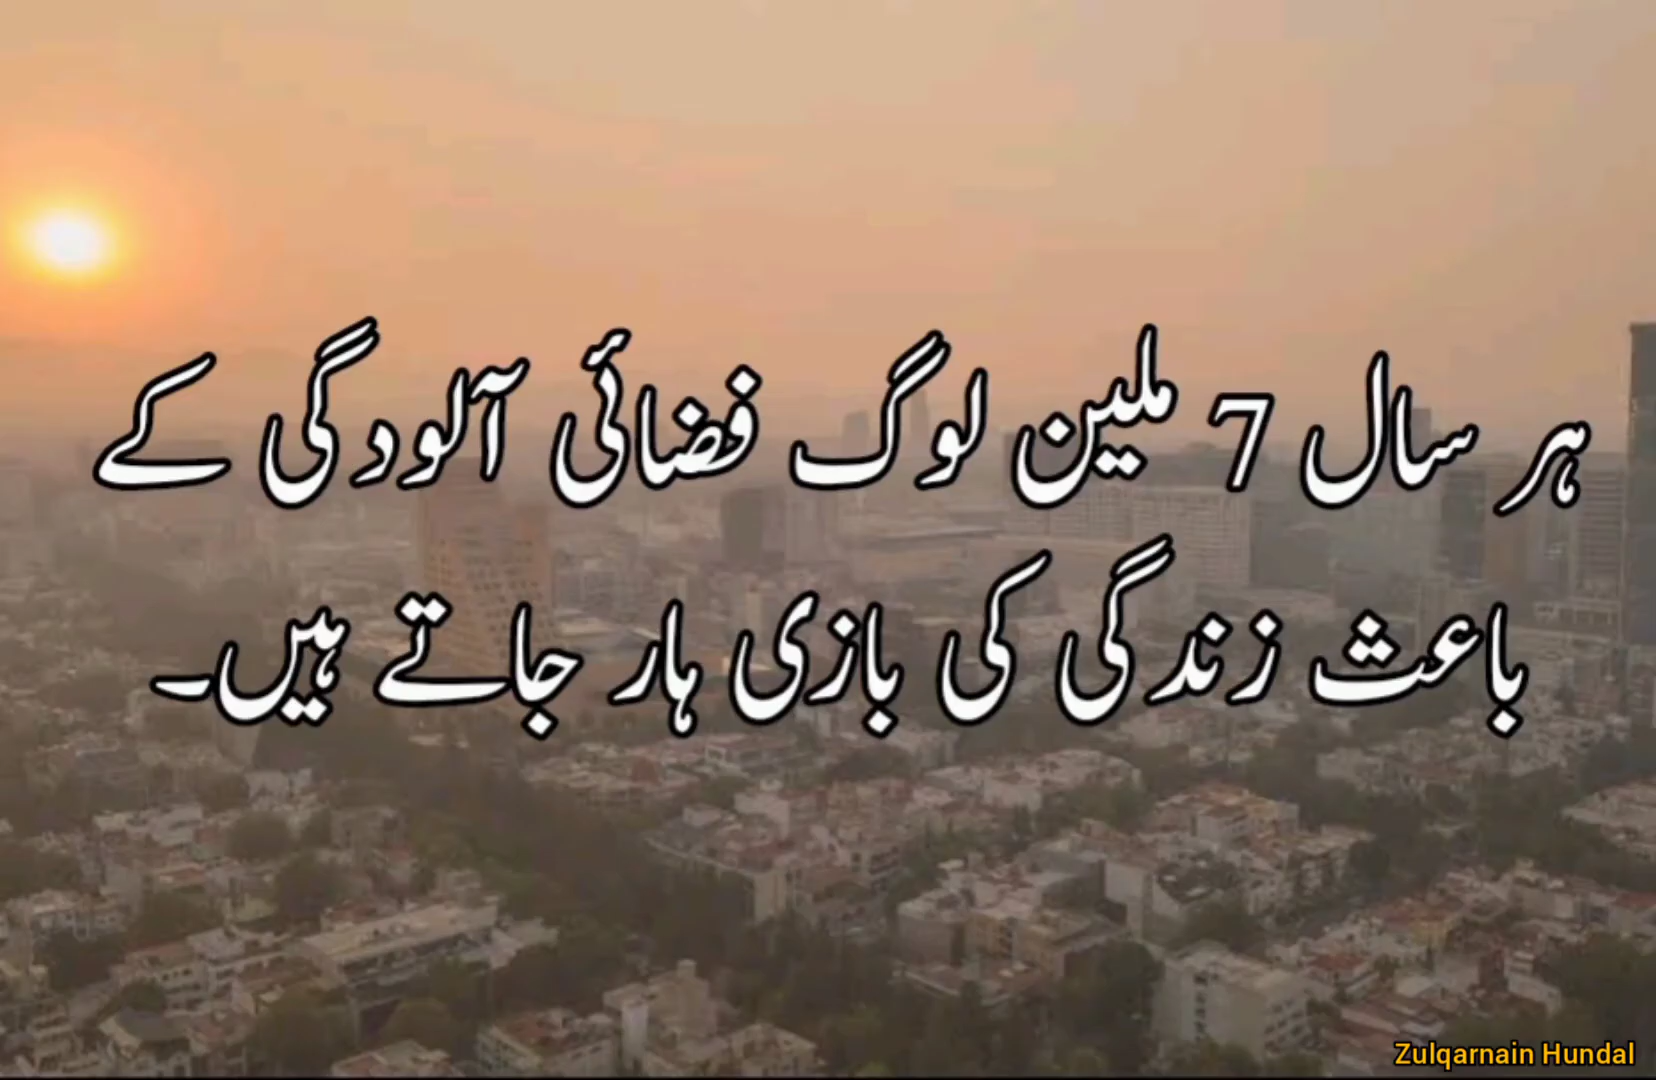 ہر سال 7 ملین لوگ فضائی آلودگی کے
باعث زندگی کی بازی ہار جاتے ہیں۔
Zulqarnain Hundal